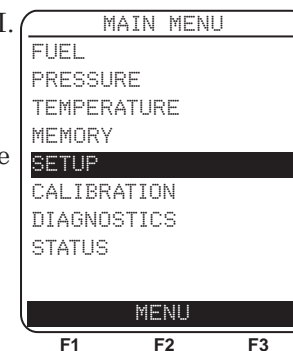 I.
MAIN MENU
FUEL
PRESSURE
TEMPERATURE
MEMORY
e
SETUP
CALIBRATION
DIAGNOSTICS
STATUS
MENU
F1 F2 F3